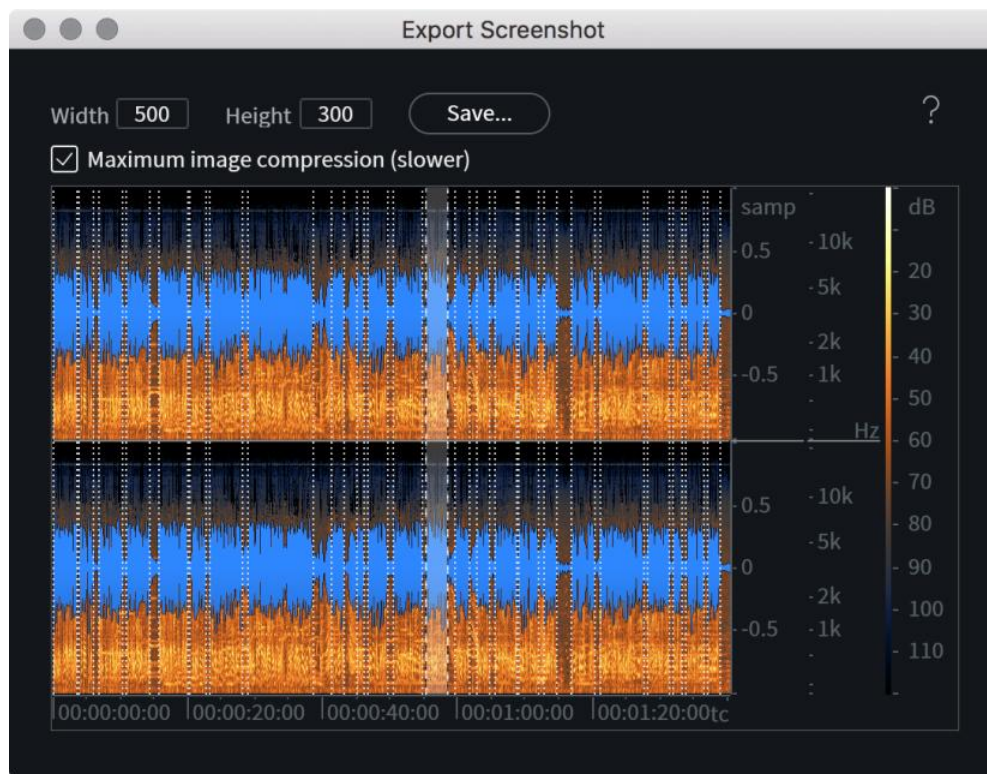 Export Screenshot
Width 500 Height 300 Save... ?
Maximum image compression (slower)
samp dB
0.5 10k
20
5k
0 30
2k
40
-0.5 1k
50
Hz 60
70
0.5 10k
80
5k
0 90
2k
100
-0.5 1k
110
00:00:00:00 00:00:20:00 00:00:40:00 00:01:00:00 00:01:20:00tc